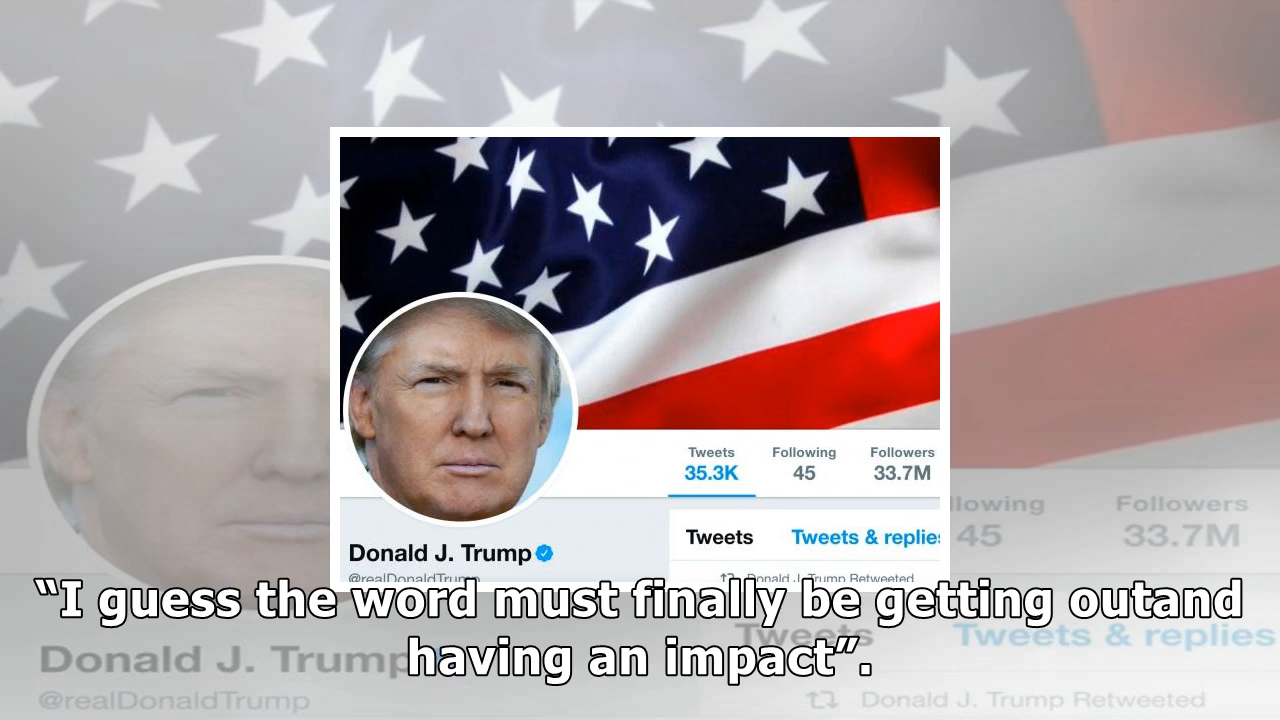 Tweets Following Followers
35.3K 45 33.7M
Tweets Tweets & replies
Donald J. Trump
@realDonaldTrump
Donald J. Trump Retweeted
“I guess the word must finally be getting outand
having an impact”.
llowing Followers
45 33.7M
Tweets Tweets & replies
Donald J. Trump
@realDonaldTrump
Donald J. Trump Retweeted